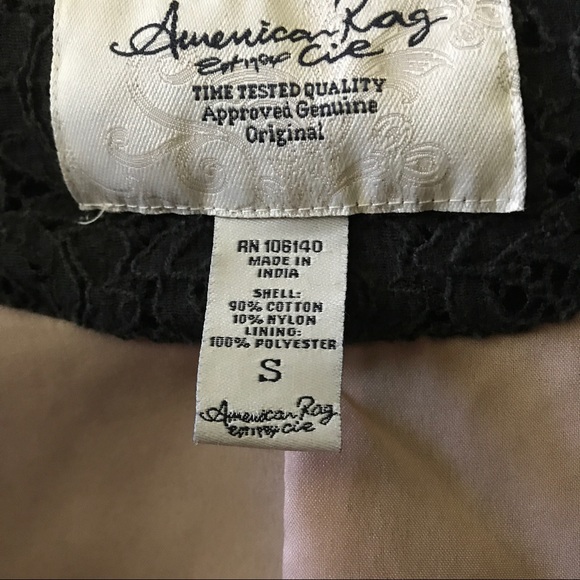 American Rag
Cie
TIME TESTED QUALITY
Approved Genuine
Original
RN 106140
MADE IN
INDIA
SHELL:
90% COTTON
10% NYLON
LINING:
100% POLYESTER
S
American Rag
cie